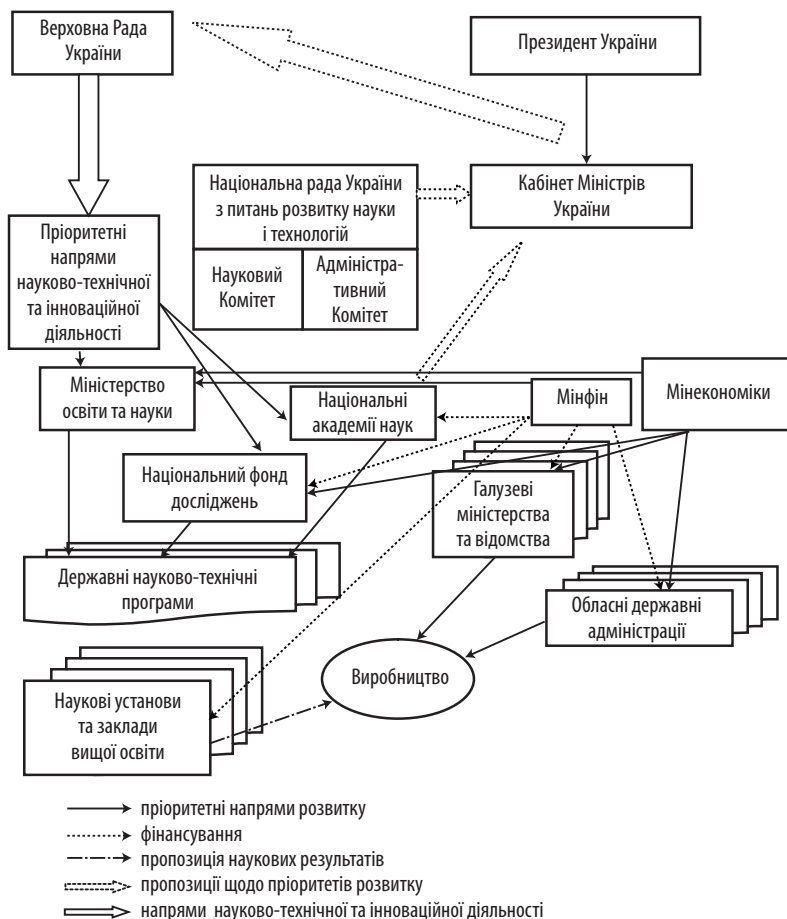 Верховна Рада
України
Президент України
Національна рада України
з питань розвитку науки
і технологій
Науковий
Комітет
Адміністра-
тивний
Комітет
Кабінет Міністрів
України
Пріоритетні
напрями
науково-технічної
та інноваційної
діяльності
Міністерство
освіти та науки
Національні
академії наук
Мінфін
Мінекономіки
Національний фонд
досліджень
Галузеві
міністерства
та відомства
Державні науково-технічні
програми
Обласні державні
адміністрації
Виробництво
Наукові установи
та заклади
вищої освіти
пріоритетні напрями розвитку
фінансування
пропозиція наукових результатів
пропозиції щодо пріоритетів розвитку
напрями науково-технічної та інноваційної діяльності